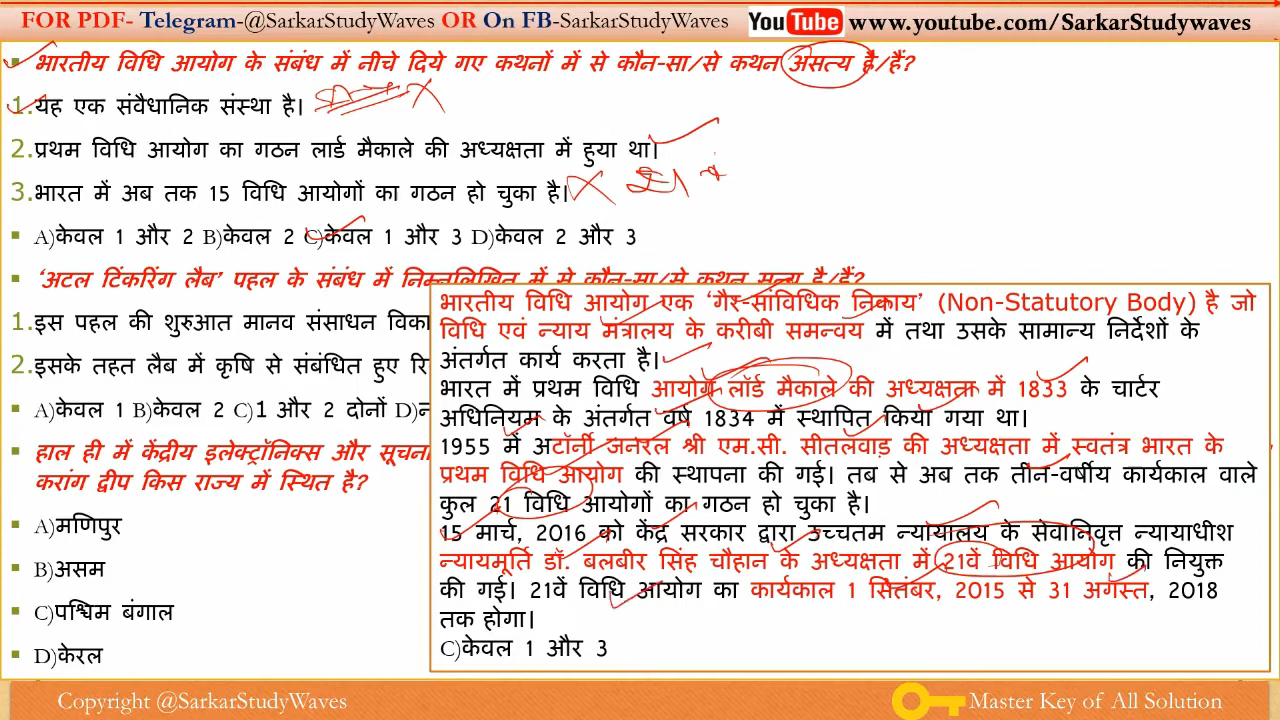 FOR PDF- Telegram-@SarkarStudyWaves OR On FB-SarkarStudyWaves YouTube www.youtube.com/SarkarStudywaves
भारतीय विधि आयोग के संबंध में नीचे दिये गए कथनों में से कौन-सा/से कथन असत्य है/हैं?
1.यह एक संवैधानिक संस्था है।
2.प्रथम विधि आयोग का गठन लार्ड मैकाले की अध्यक्षता में हुया था।
3.भारत में अब तक 15 विधि आयोगों का गठन हो चुका है। 21
A)केवल 1 और 2 B)केवल 2 C)केवल 1 और 3 D)केवल 2 और 3
‘अटल टिंकरिंग लैब’ पहल के संबंध में निम्नलिखित में से कौन-सा/से कथन सत्य है/हैं?
1.इस पहल की शुरुआत मानव संसाधन
2.इसके तहत लैब में कृषि से संबंधित हुए
A)केवल 1 B)केवल 2 C)1 और 2 दोनों
हाल ही में केंद्रीय इलेक्ट्रॉनिक्स और
करांग द्वीप किस राज्य में स्थित है?
A)मणिपुर
B)असम
C)पश्चिम बंगाल
D)केरल
भारतीय विधि आयोग एक ‘गैर-सांविधिक निकाय’ (Non-Statutory Body) है जो
विधि एवं न्याय मंत्रालय के करीबी समन्वय में तथा उसके सामान्य निर्देशों के
अंतर्गत कार्य करता है।
भारत में प्रथम विधि आयोग लॉर्ड मैकाले की अध्यक्षता में 1833 के चार्टर
अधिनियम के अंतर्गत वर्ष 1834 में स्थापित किया गया था।
1955 में अटॉर्नी जनरल श्री एम.सी. सीतलवाड़ की अध्यक्षता में स्वतंत्र भारत के
प्रथम विधि आयोग की स्थापना की गई। तब से अब तक तीन-वर्षीय कार्यकाल वाले
कुल 21 विधि आयोगों का गठन हो चुका है।
15 मार्च, 2016 को केंद्र सरकार द्वारा उच्चतम न्यायालय के सेवानिवृत्त न्यायाधीश
न्यायमूर्ति डॉ. बलबीर सिंह चौहान के अध्यक्षता में 21वें विधि आयोग की नियुक्त
की गई। 21वें विधि आयोग का कार्यकाल 1 सितंबर, 2015 से 31 अगस्त, 2018
तक होगा।
C)केवल 1 और 3
Copyright @SarkarStudyWaves Master Key of All Solution